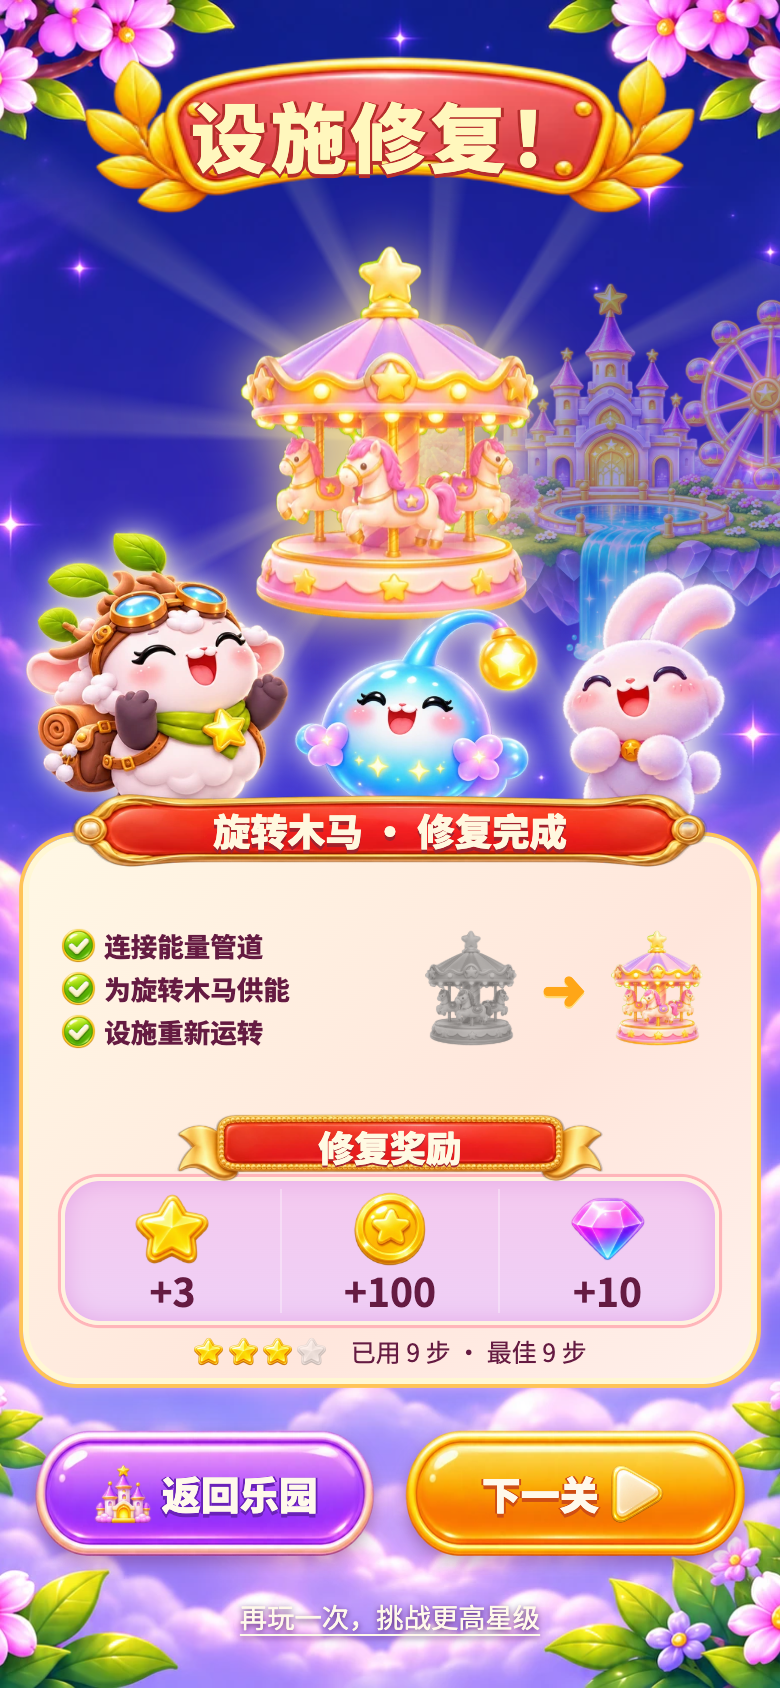 设施修复！
旋转木马 · 修复完成
连接能量管道
为旋转木马供能
设施重新运转
修复奖励
+3
+100
+10
已用 9 步 · 最佳 9 步
返回乐园
下一关
再玩一次，挑战更高星级